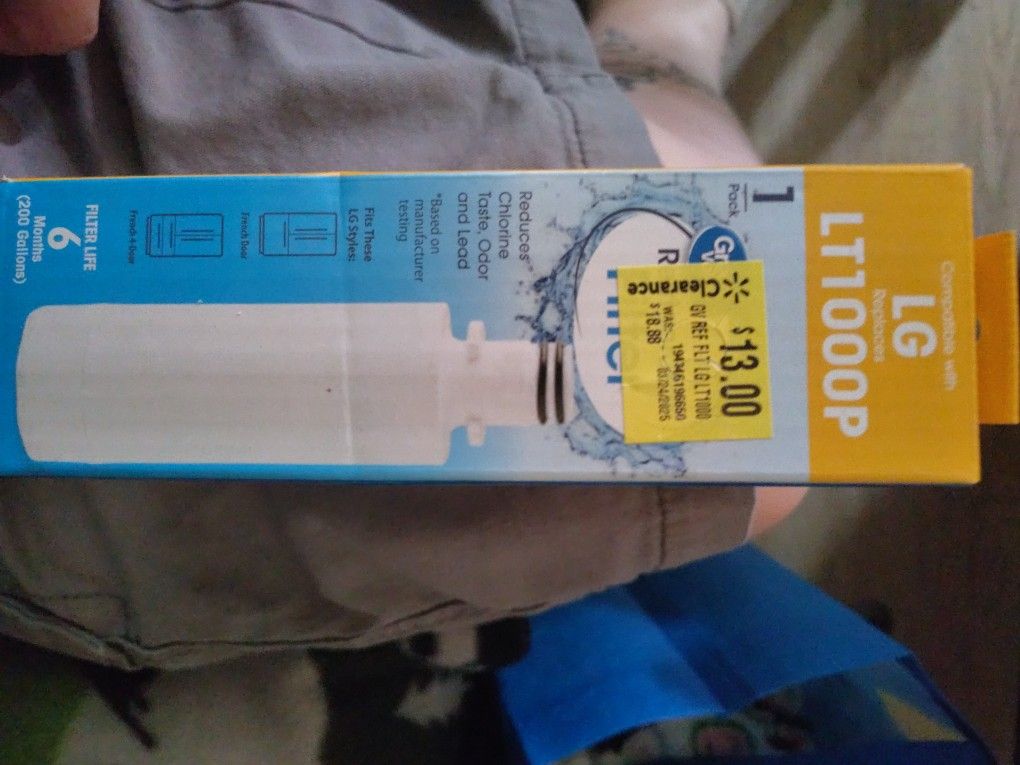 Compatible with
LG
Replaces
LT1000P
1
Pack
$13.00
GV REF FLT LG LT1000
WAS:
$18.88
Clearance
Reduces
Chlorine
Taste, Odor
and Lead
*Based on
manufacturer
testing
Fits These
LG Styles:
French Door
French 4-Door
FILTER LIFE
6
Months
(200 Gallons)